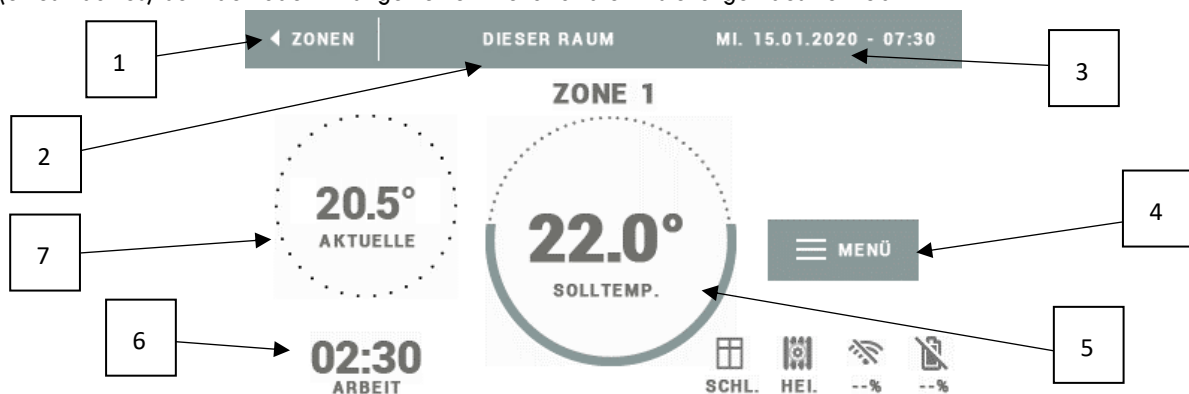 1
ZONEN DIESER RAUM MI. 15.01.2020 - 07:30
3
ZONE 1
2
20.5°
AKTUELLE
22.0°
SOLLTEMP.
4
MENÜ
7
6
02:30
ARBEIT
5
SCHL. HEI. --% --%